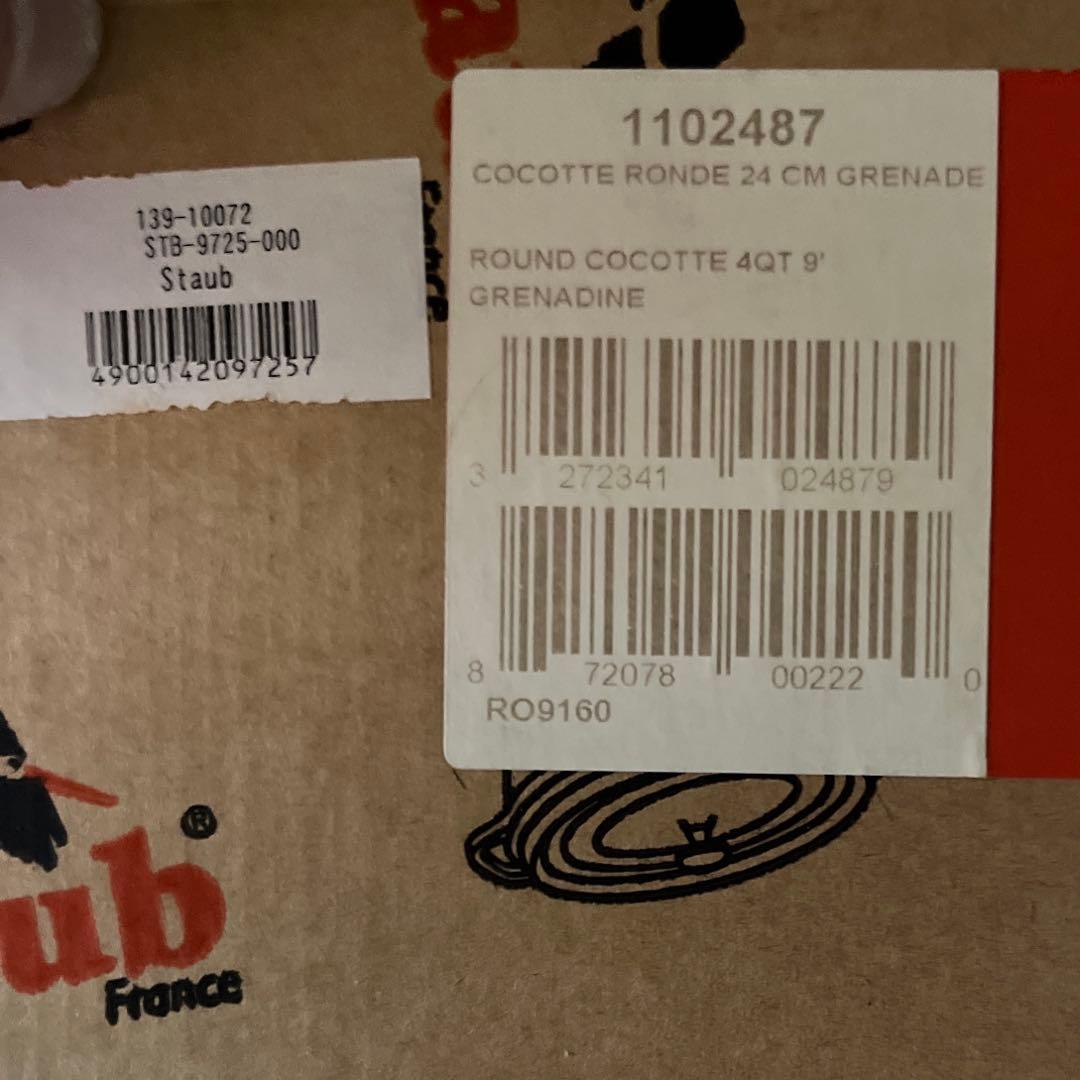 139-10072
STB-9725-000
Staub
4900142097257
France
1102487
COCOTTE RONDE 24 CM GRENADE
ROUND COCOTTE 4QT 9'
GRENADINE
3 272341 024879
8 72078 00222 0
RO9160
ub®
France